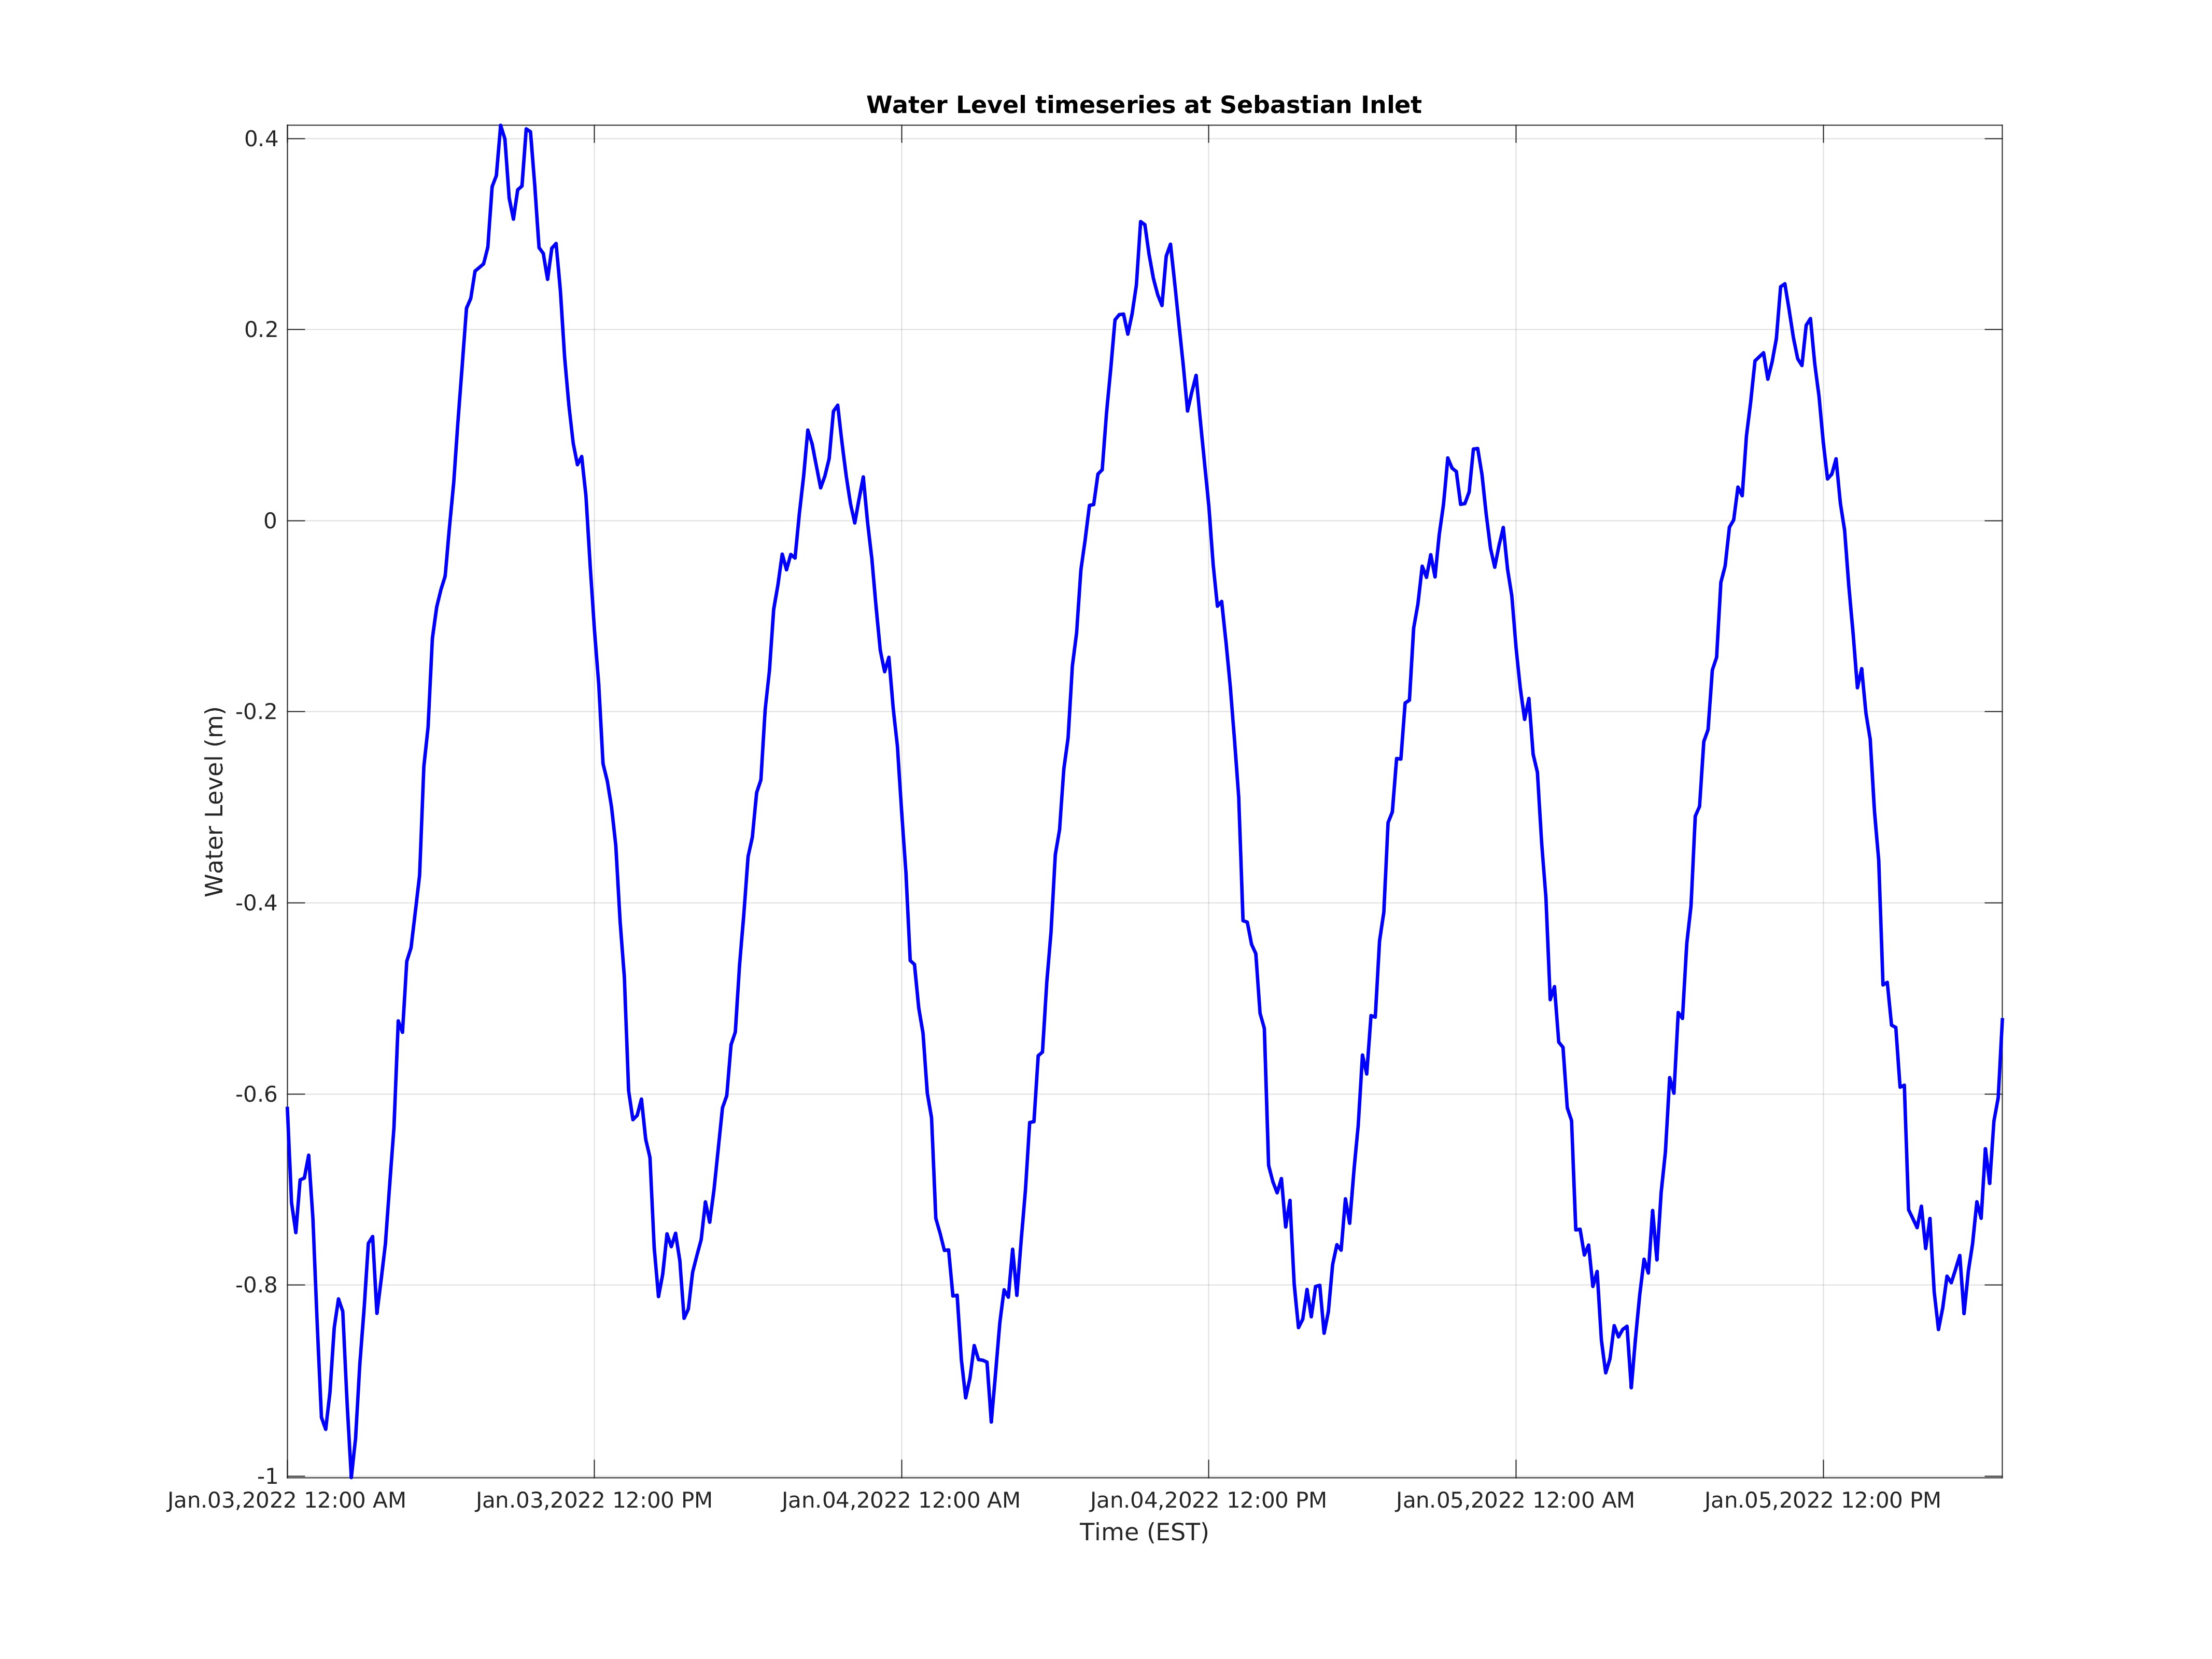 Water Level timeseries at Sebastian Inlet
0.4
0.2
0
-0.2
-0.4
-0.6
-0.8
-1
Water Level (m)
Jan.03,2022 12:00 AM Jan.03,2022 12:00 PM Jan.04,2022 12:00 AM Jan.04,2022 12:00 PM Jan.05,2022 12:00 AM Jan.05,2022 12:00 PM
Time (EST)